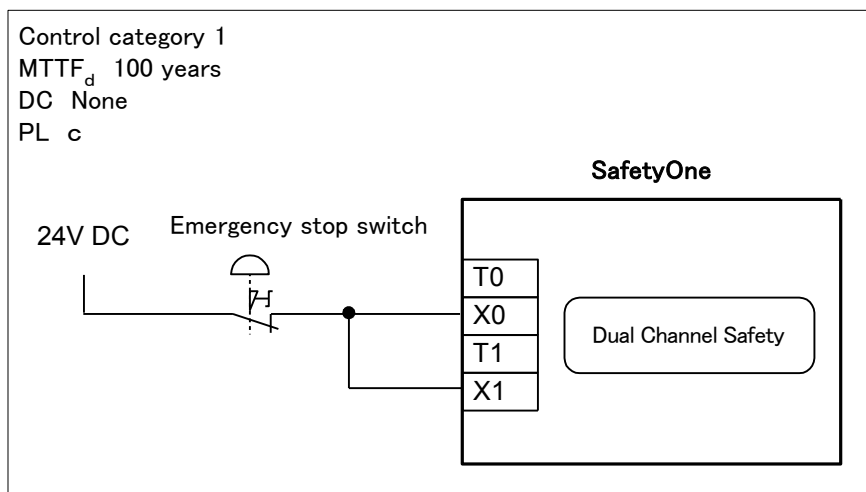 Control category 1
MTTFd 100 years
DC None
PL c
SafetyOne
24V DC
Emergency stop switch
T0
X0
T1
X1
Dual Channel Safety